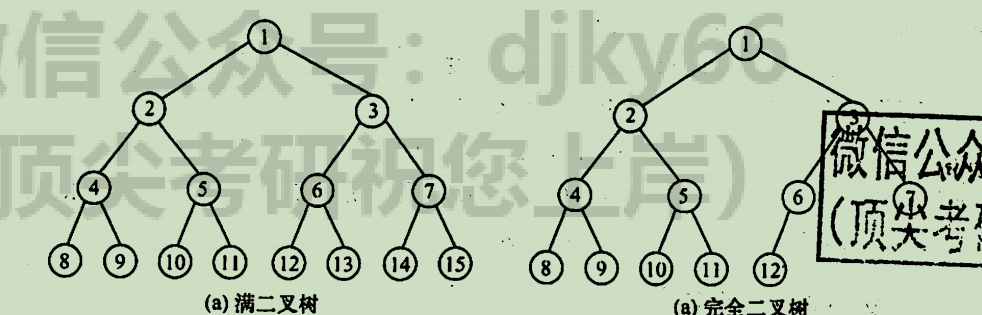 微信公众号：djky66
（顶尖考研祝您上岸）
1
2 3
4 5 6 7
8 9 10 11 12 13 14 15
(a) 满二叉树
1
2 3
4 5 6 7
8 9 10 11 12
(a) 完全二叉树
微信公众
(顶尖考研